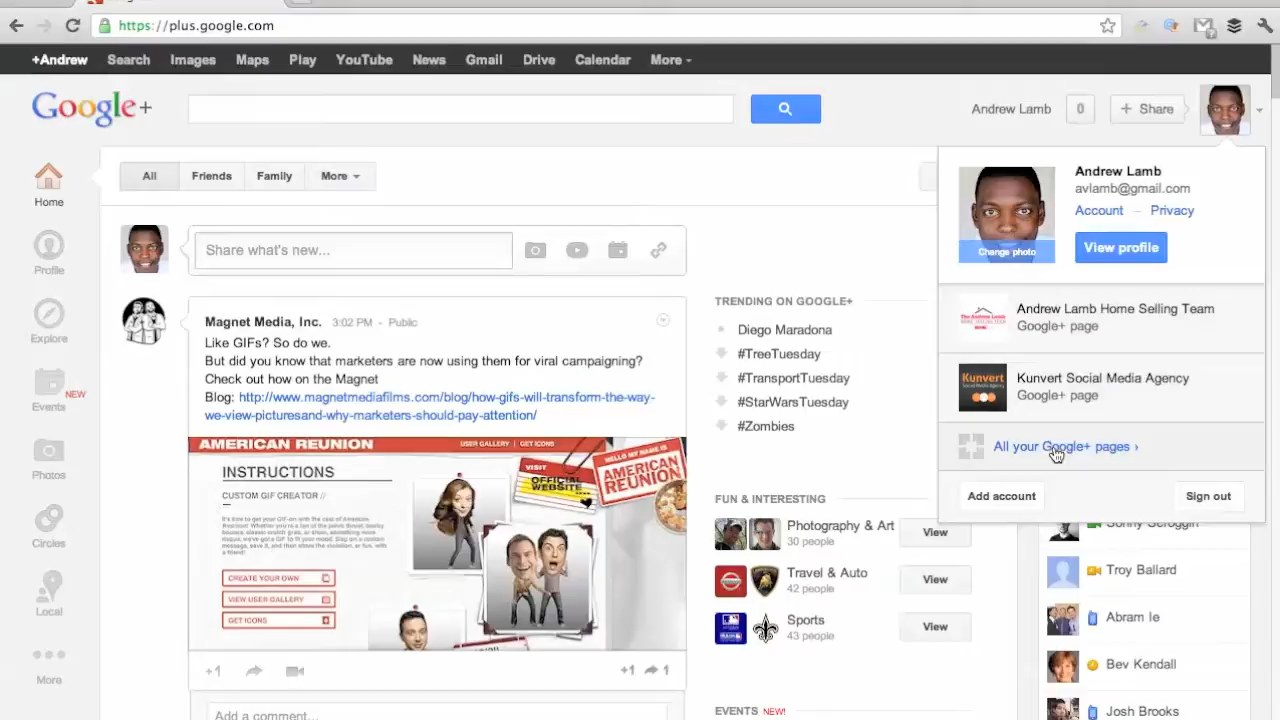 https://plus.google.com
+Andrew Search Images Maps Play YouTube News Gmail Drive Calendar More
Google+
Andrew Lamb 0 + Share
All Friends Family More
Home
Profile
Explore
Events NEW
Photos
Circles
Local
More
Share what's new...
Magnet Media, Inc. 3:02 PM - Public
Like GIFs? So do we.
But did you know that marketers are now using them for viral campaigning?
Check out how on the Magnet
Blog: http://www.magnetmediafilms.com/blog/how-gifs-will-transform-the-way-
we-view-picturesand-why-marketers-should-pay-attention/
AMERICAN REUNION USER GALLERY | GET ICONS
INSTRUCTIONS
CUSTOM GIF CREATOR //
CREATE YOUR OWN
VIEW USER GALLERY
GET ICONS
VISIT
OFFICIAL
WEBSITE
HELLO MY NAME IS
AMERICAN
REUNION
+1
+1 1
Add a comment...
TRENDING ON GOOGLE+
Diego Maradona
#TreeTuesday
#TransportTuesday
#StarWarsTuesday
#Zombies
FUN & INTERESTING
Photography & Art
30 people
View
Travel & Auto
42 people
View
Sports
43 people
View
EVENTS NEW!
Andrew Lamb
avlamb@gmail.com
Account – Privacy
Change photo
View profile
Andrew Lamb Home Selling Team
Google+ page
Kunvert
Kunvert Social Media Agency
Google+ page
All your Google+ pages ›
Add account Sign out
Sonny Scroggin
Troy Ballard
Abram Ie
Bev Kendall
Josh Brooks